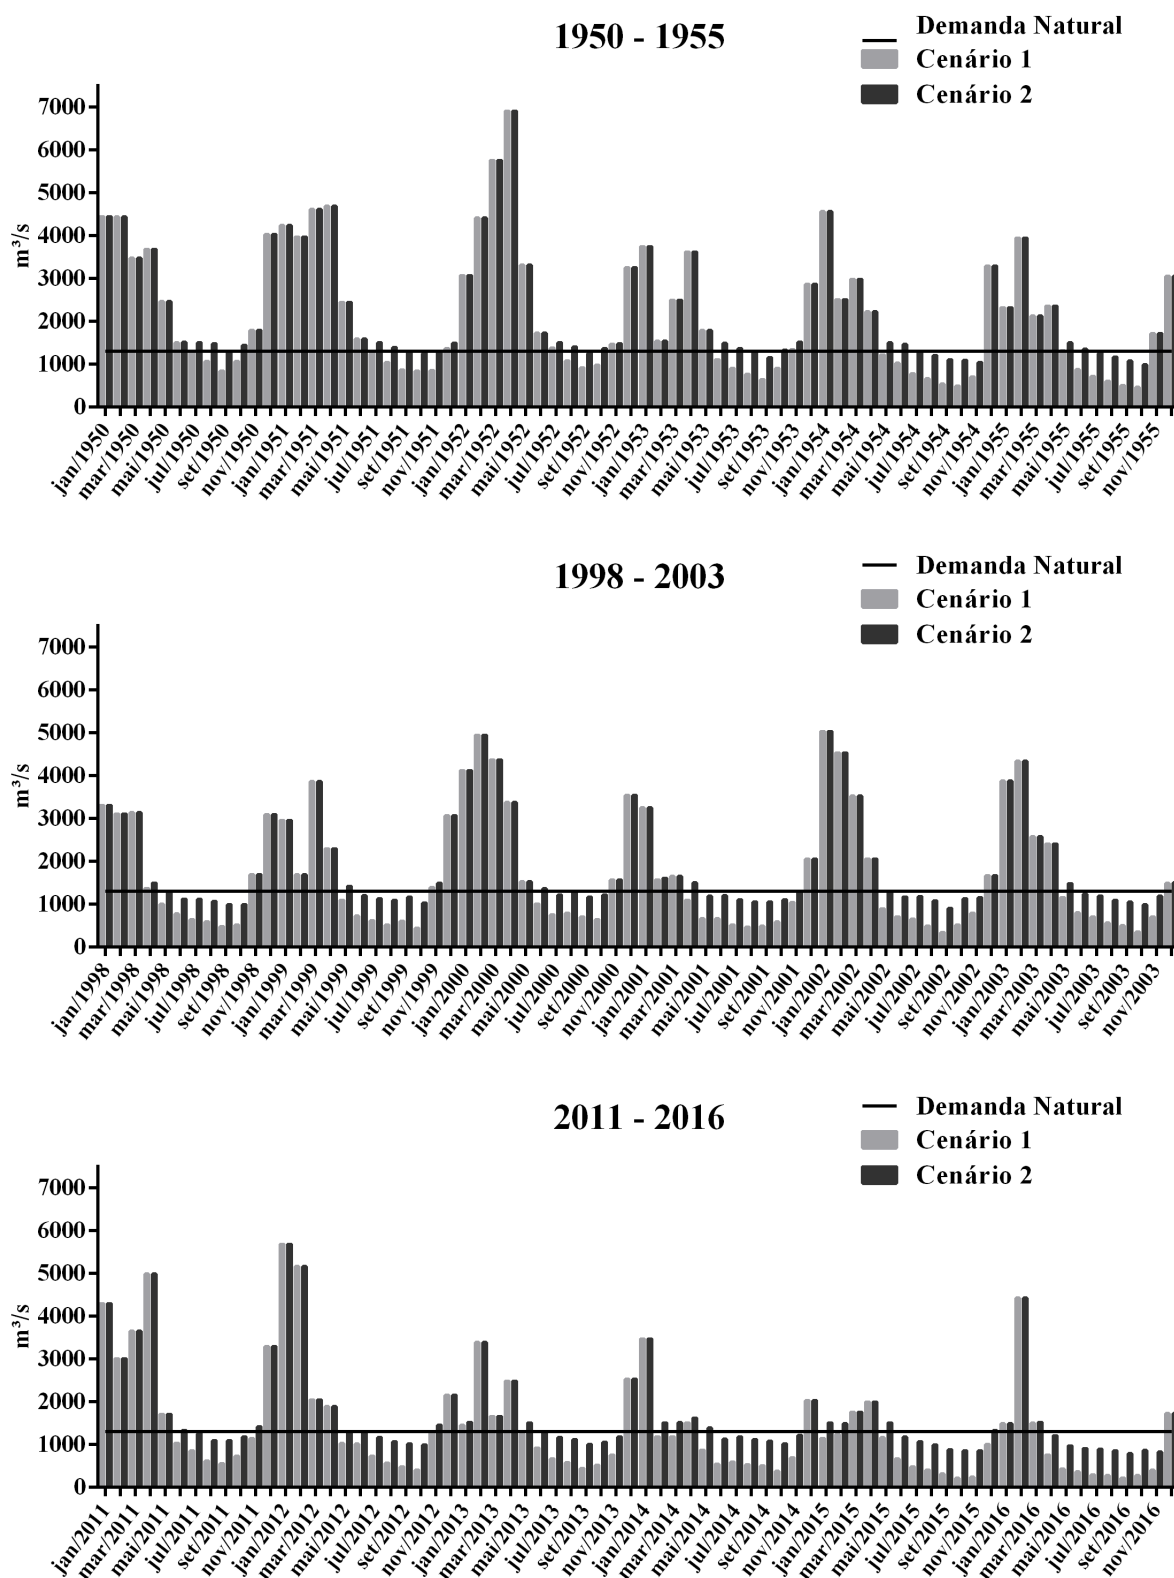 1950 - 1955
Demanda Natural
Cenário 1
Cenário 2
m³/s
7000
6000
5000
4000
3000
2000
1000
0
jan/1950
mar/1950
mai/1950
jul/1950
set/1950
nov/1950
jan/1951
mar/1951
mai/1951
jul/1951
set/1951
nov/1951
jan/1952
mar/1952
mai/1952
jul/1952
set/1952
nov/1952
jan/1953
mar/1953
mai/1953
jul/1953
set/1953
nov/1953
jan/1954
mar/1954
mai/1954
jul/1954
set/1954
nov/1954
jan/1955
mar/1955
mai/1955
jul/1955
set/1955
nov/1955
1998 - 2003
Demanda Natural
Cenário 1
Cenário 2
m³/s
7000
6000
5000
4000
3000
2000
1000
0
jan/1998
mar/1998
mai/1998
jul/1998
set/1998
nov/1998
jan/1999
mar/1999
mai/1999
jul/1999
set/1999
nov/1999
jan/2000
mar/2000
mai/2000
jul/2000
set/2000
nov/2000
jan/2001
mar/2001
mai/2001
jul/2001
set/2001
nov/2001
jan/2002
mar/2002
mai/2002
jul/2002
set/2002
nov/2002
jan/2003
mar/2003
mai/2003
jul/2003
set/2003
nov/2003
2011 - 2016
Demanda Natural
Cenário 1
Cenário 2
m³/s
7000
6000
5000
4000
3000
2000
1000
0
jan/2011
mar/2011
mai/2011
jul/2011
set/2011
nov/2011
jan/2012
mar/2012
mai/2012
jul/2012
set/2012
nov/2012
jan/2013
mar/2013
mai/2013
jul/2013
set/2013
nov/2013
jan/2014
mar/2014
mai/2014
jul/2014
set/2014
nov/2014
jan/2015
mar/2015
mai/2015
jul/2015
set/2015
nov/2015
jan/2016
mar/2016
mai/2016
jul/2016
set/2016
nov/2016